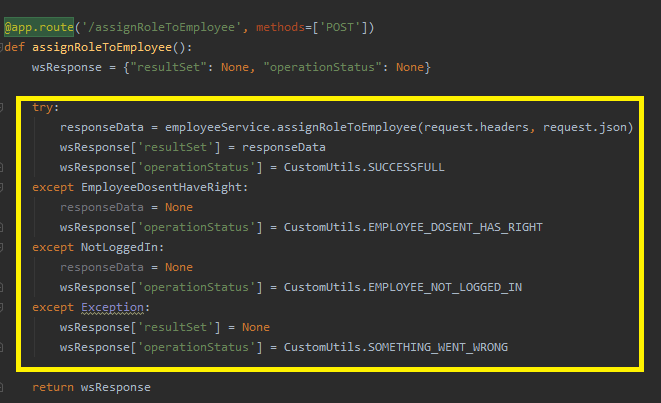 @app.route('/assignRoleToEmployee', methods=['POST'])
def assignRoleToEmployee():
    wsResponse = {"resultSet": None, "operationStatus": None}
    try:
        responseData = employeeService.assignRoleToEmployee(request.headers, request.json)
        wsResponse['resultSet'] = responseData
        wsResponse['operationStatus'] = CustomUtils.SUCCESSFULL
    except EmployeeDosentHaveRight:
        responseData = None
        wsResponse['operationStatus'] = CustomUtils.EMPLOYEE_DOSENT_HAS_RIGHT
    except NotLoggedIn:
        responseData = None
        wsResponse['operationStatus'] = CustomUtils.EMPLOYEE_NOT_LOGGED_IN
    except Exception:
        wsResponse['resultSet'] = None
        wsResponse['operationStatus'] = CustomUtils.SOMETHING_WENT_WRONG
    return wsResponse